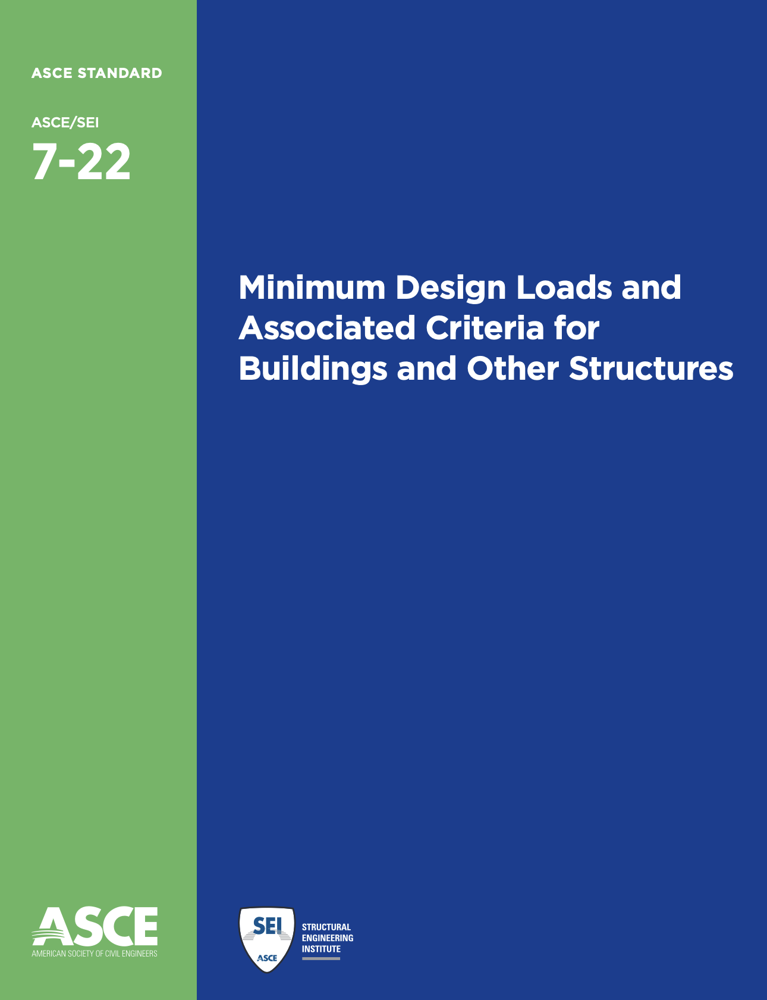 ASCE STANDARD
ASCE/SEI
7-22
Minimum Design Loads and
Associated Criteria for
Buildings and Other Structures
ASCE
AMERICAN SOCIETY OF CIVIL ENGINEERS
SEI
ASCE
STRUCTURAL
ENGINEERING
INSTITUTE